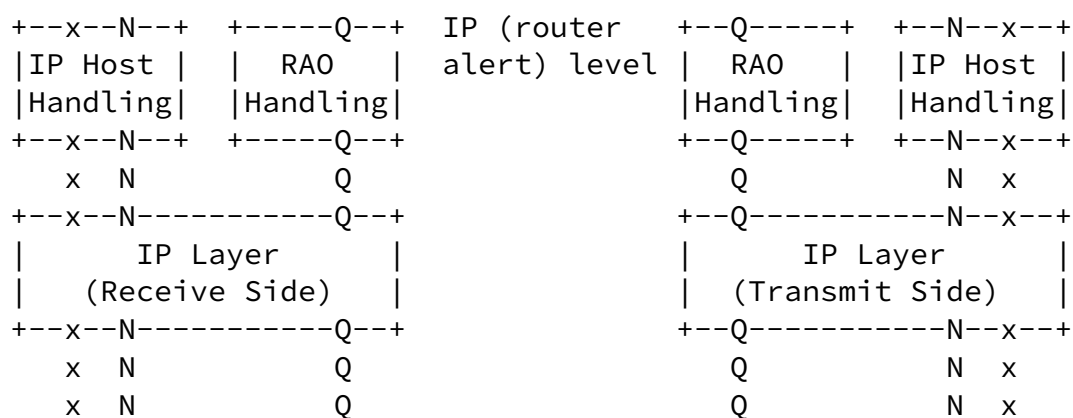 +--x--N--+  +-----Q--+  IP (router   +--Q-----+  +--N--x--+
|IP Host |  |  RAO   |  alert) level |  RAO   |  |IP Host |
|Handling|  |Handling|               |Handling|  |Handling|
+--x--N--+  +-----Q--+               +--Q-----+  +--N--x--+
   x  N           Q                     Q           N  x
+--x--N-----------Q--+               +--Q-----------N--x--+
|      IP Layer      |               |      IP Layer      |
|   (Receive Side)   |               |  (Transmit Side)   |
+--x--N-----------Q--+               +--Q-----------N--x--+
   x  N           Q                     Q           N  x
   x  N           Q                     Q           N  x